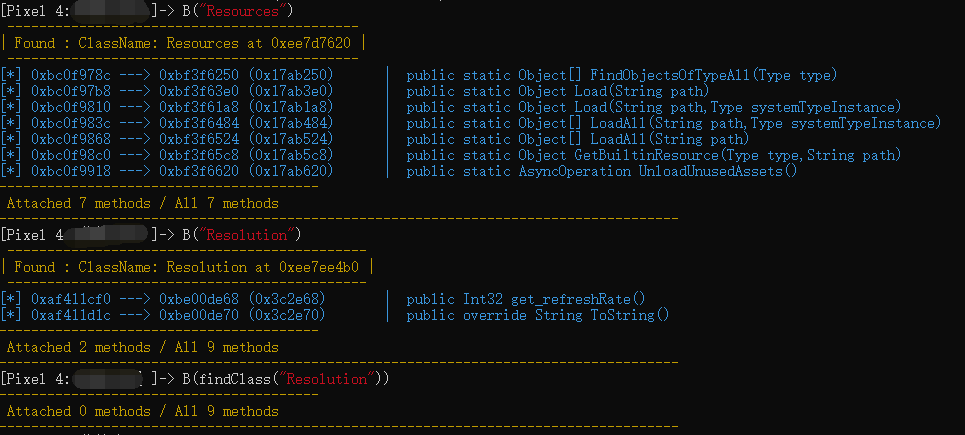 [Pixel 4: ]-> B("Resources")
| Found : ClassName: Resources at 0xee7d7620 |
[*] 0xbc0f978c ---> 0xbf3f6250 (0x17ab250) | public static Object[] FindObjectsOfTypeAll(Type type)
[*] 0xbc0f97b8 ---> 0xbf3f63e0 (0x17ab3e0) | public static Object Load(String path)
[*] 0xbc0f9810 ---> 0xbf3f61a8 (0x17ab1a8) | public static Object Load(String path,Type systemTypeInstance)
[*] 0xbc0f983c ---> 0xbf3f6484 (0x17ab484) | public static Object[] LoadAll(String path,Type systemTypeInstance)
[*] 0xbc0f9868 ---> 0xbf3f6524 (0x17ab524) | public static Object[] LoadAll(String path)
[*] 0xbc0f98c0 ---> 0xbf3f65c8 (0x17ab5c8) | public static Object GetBuiltinResource(Type type,String path)
[*] 0xbc0f9918 ---> 0xbf3f6620 (0x17ab620) | public static AsyncOperation UnloadUnusedAssets()
Attached 7 methods / All 7 methods
[Pixel 4 ]-> B("Resolution")
| Found : ClassName: Resolution at 0xee7ee4b0 |
[*] 0xaf411cf0 ---> 0xbe00de68 (0x3c2e68) | public Int32 get_refreshRate()
[*] 0xaf411d1c ---> 0xbe00de70 (0x3c2e70) | public override String ToString()
Attached 2 methods / All 9 methods
[Pixel 4: ]-> B(findClass("Resolution"))
Attached 0 methods / All 9 methods